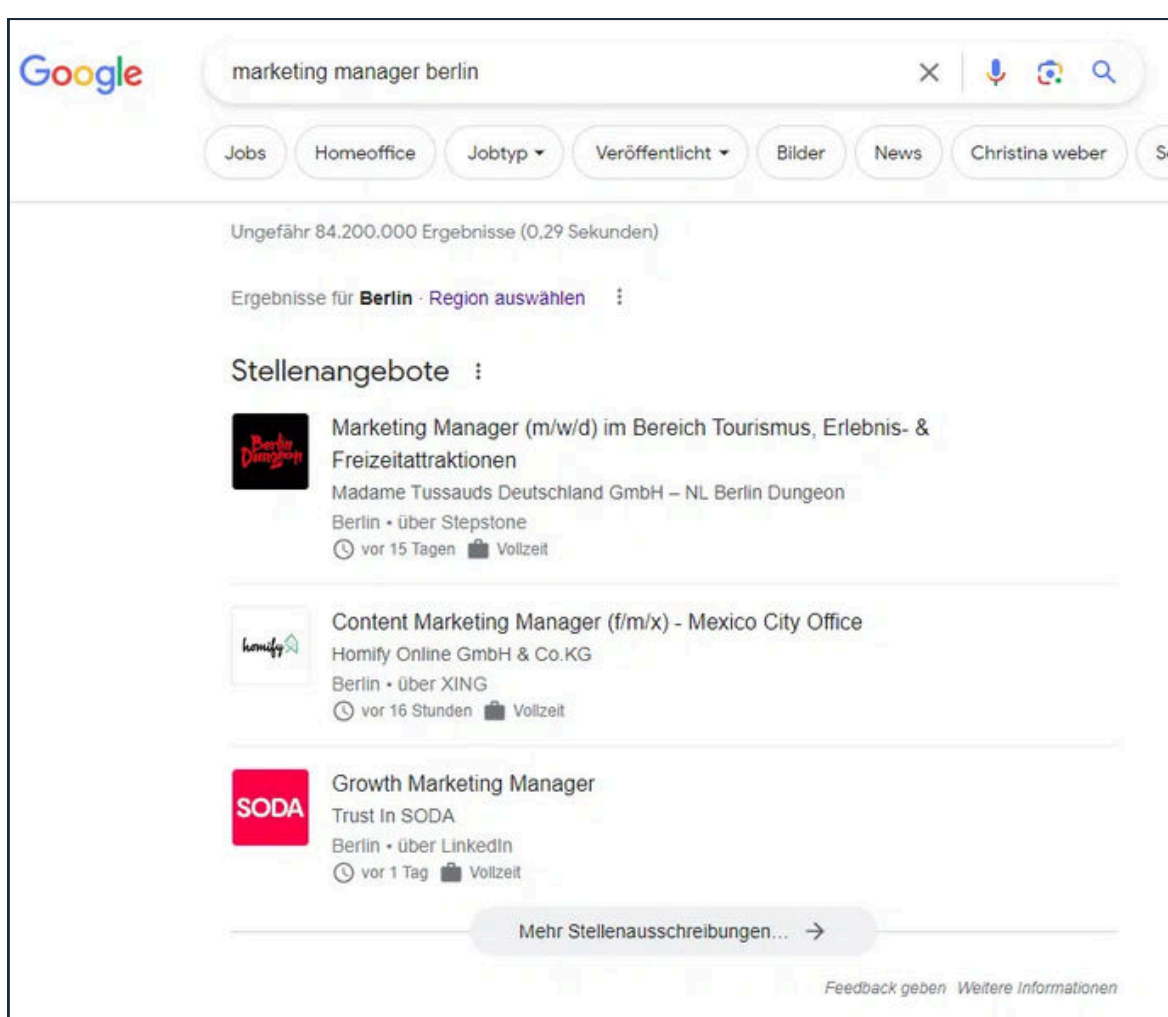 Google
marketing manager berlin
Jobs Homeoffice Jobtyp Veröffentlicht Bilder News Christina weber
Ungefähr 84.200.000 Ergebnisse (0,29 Sekunden)
Ergebnisse für Berlin · Region auswählen
Stellenangebote
Berlin
Dungeon
Marketing Manager (m/w/d) im Bereich Tourismus, Erlebnis- &
Freizeitattraktionen
Madame Tussauds Deutschland GmbH – NL Berlin Dungeon
Berlin • über Stepstone
vor 15 Tagen Vollzeit
homify
Content Marketing Manager (f/m/x) - Mexico City Office
Homify Online GmbH & Co.KG
Berlin • über XING
vor 16 Stunden Vollzeit
SODA
Growth Marketing Manager
Trust In SODA
Berlin • über LinkedIn
vor 1 Tag Vollzeit
Mehr Stellenausschreibungen... →
Feedback geben Weitere Informationen